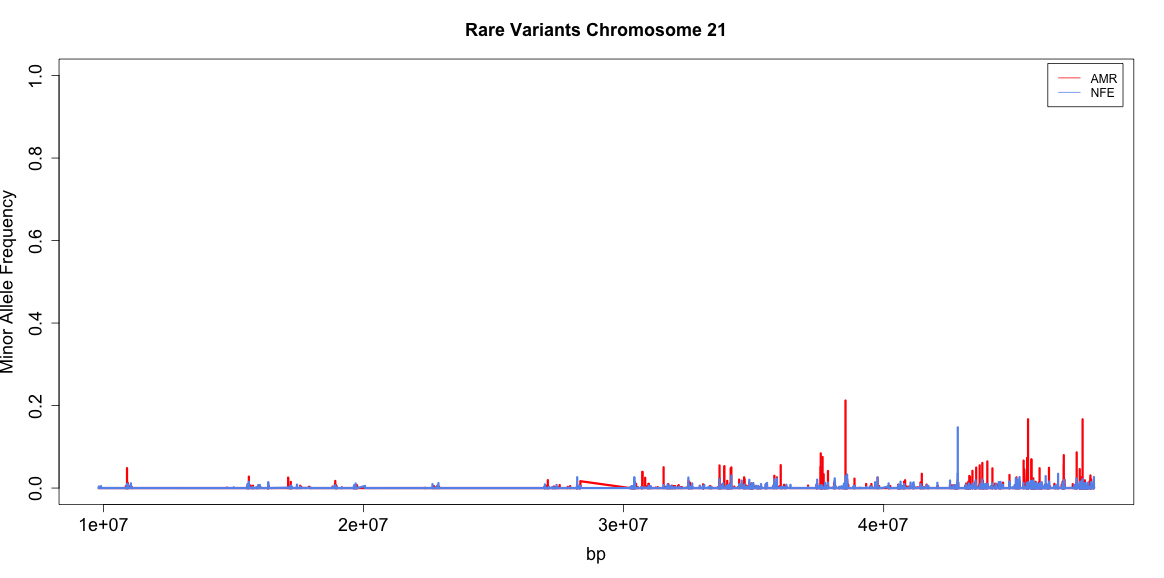 Rare Variants Chromosome 21
AMR
NFE
Minor Allele Frequency
1.0
0.8
0.6
0.4
0.2
0.0
1e+07 2e+07 3e+07 4e+07
bp